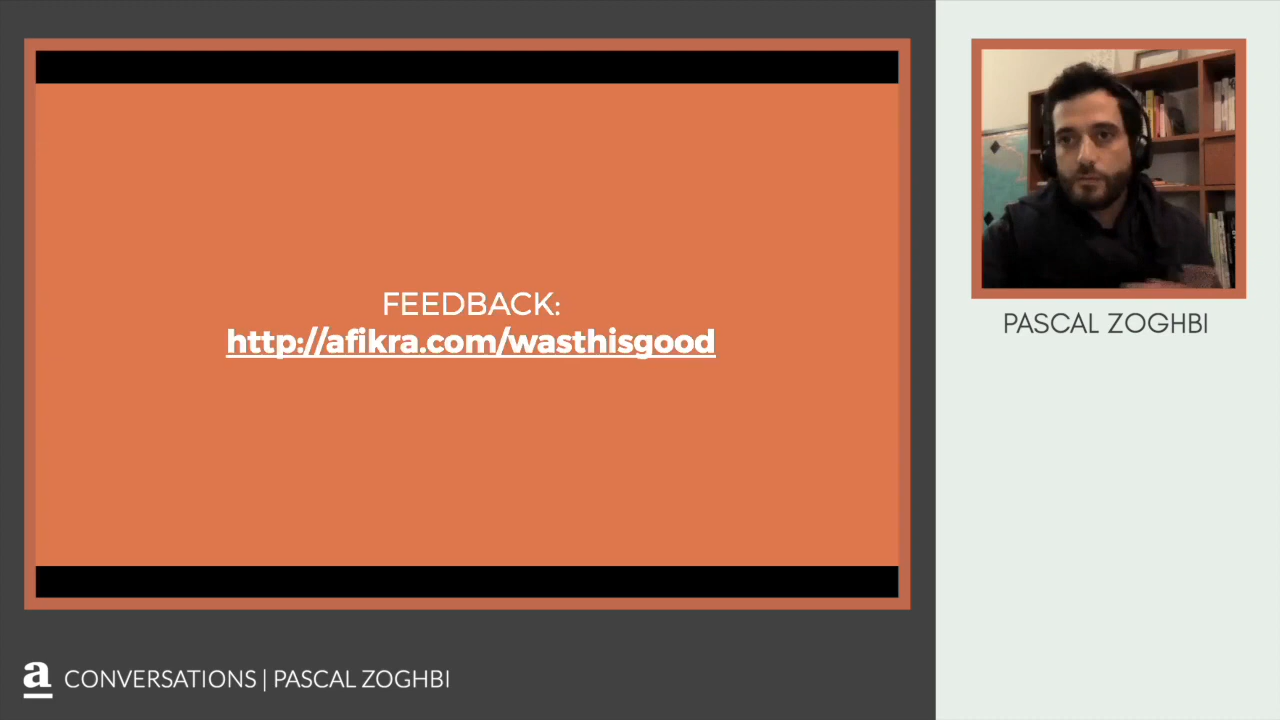 FEEDBACK:
http://afikra.com/wasthisgood
PASCAL ZOGHBI
a CONVERSATIONS | PASCAL ZOGHBI